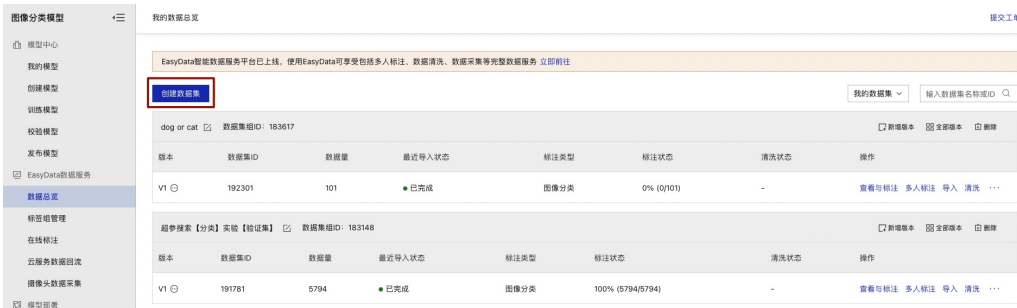 图像分类模型
我的数据总览
提交工单
模型中心
我的模型
创建模型
训练模型
校验模型
发布模型
EasyData数据服务
数据总览
标签组管理
在线标注
云服务数据回流
摄像头数据采集
模型部署
EasyData智能数据服务平台已上线，使用EasyData可享受包括多人标注、数据清洗、数据采集等完整数据服务 立即前往
创建数据集
我的数据集
输入数据集名称或ID
dog or cat 数据集组ID：183617
新增版本 全部版本 删除
版本 数据集ID 数据量 最近导入状态 标注类型 标注状态 清洗状态 操作
V1 192301 101 已完成 图像分类 0% (0/101) - 查看与标注 多人标注 导入 清洗 ···
超参搜索【分类】实验【验证集】 数据集组ID：183148
新增版本 全部版本 删除
版本 数据集ID 数据量 最近导入状态 标注类型 标注状态 清洗状态 操作
V1 191781 5794 已完成 图像分类 100% (5794/5794) - 查看与标注 多人标注 导入 清洗 ···